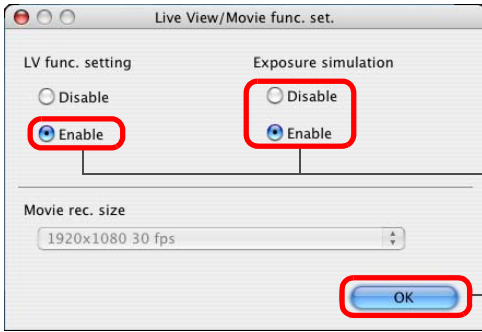 Live View/Movie func. set.
LV func. setting Exposure simulation
Disable Disable
Enable Enable
Movie rec. size
1920x1080 30 fps
OK